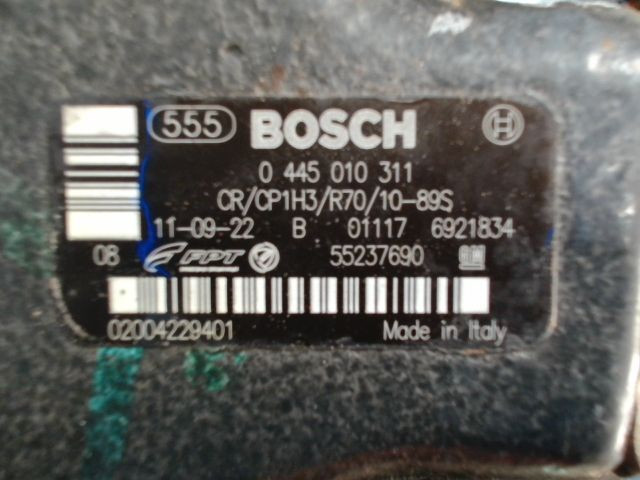 555 BOSCH
0 445 010 311
CR/CP1H3/R70/10-89S
11-09-22 B 01117 6921834
08 FPT 55237690 GM
02004229401 Made in Italy